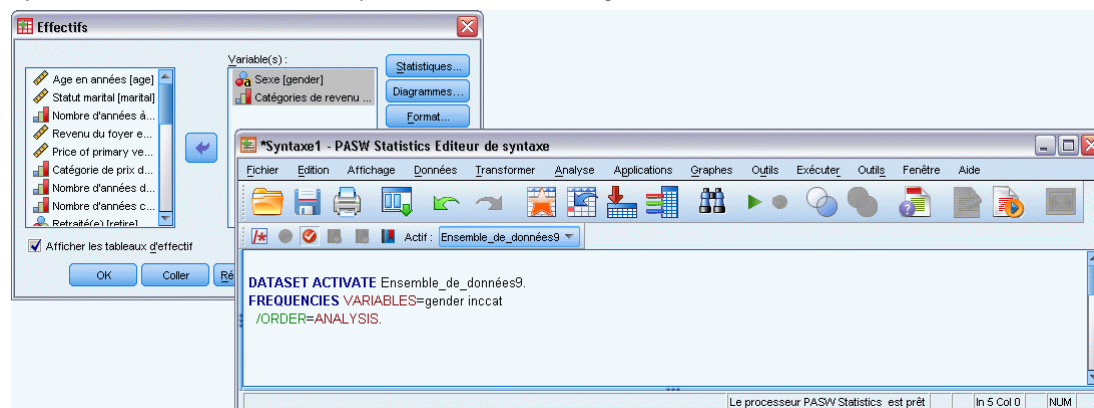 Effectifs
Variable(s) :
Age en années [age]
Statut marital [marital]
Nombre d'années à...
Revenu du foyer e...
Price of primary ve...
Catégorie de prix d...
Nombre d'années d...
Nombre d'années c...
Retraité(e) [retire]
Sexe [gender]
Catégories de revenu ...
Statistiques...
Diagrammes...
Format...
Afficher les tableaux d'effectif
OK Coller Ré
*Syntaxe1 - PASW Statistics Editeur de syntaxe
Fichier Edition Affichage Données Transformer Analyse Applications Graphes Outils Exécuter Outils Fenêtre Aide
Actif : Ensemble_de_données9
DATASET ACTIVATE Ensemble_de_données9.
FREQUENCIES VARIABLES=gender inccat
/ORDER=ANALYSIS.
Le processeur PASW Statistics est prêt In 5 Col 0 NUM